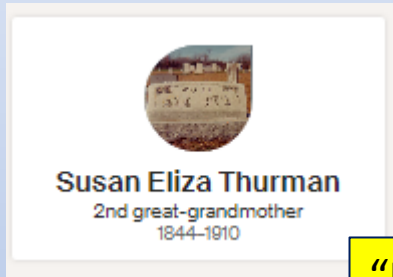 Susan Eliza Thurman
2nd great-grandmother
1844–1910
“